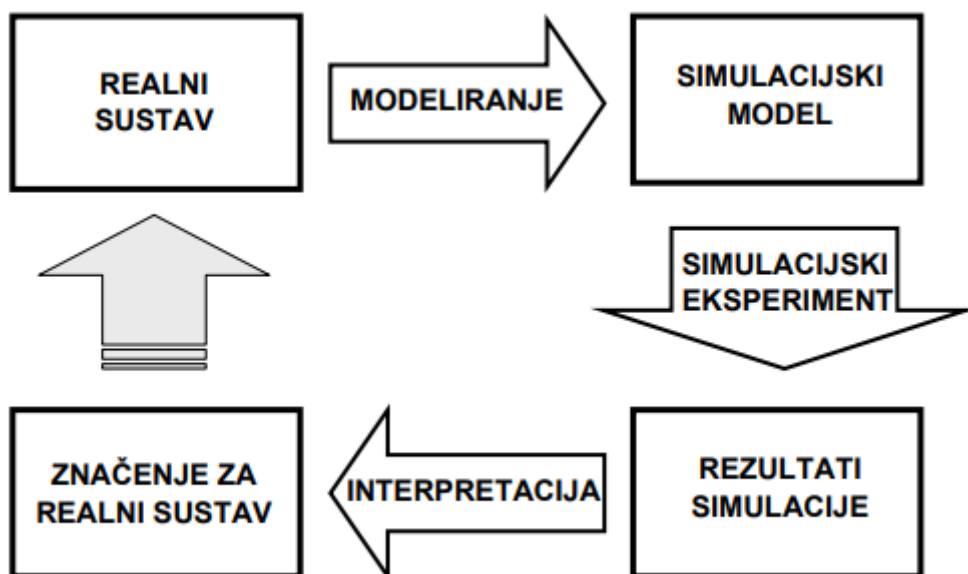 REALNI
SUSTAV
MODELIRANJE
SIMULACIJSKI
MODEL
SIMULACIJSKI
EKSPERIMENT
ZNAČENJE ZA
REALNI SUSTAV
INTERPRETACIJA
REZULTATI
SIMULACIJE